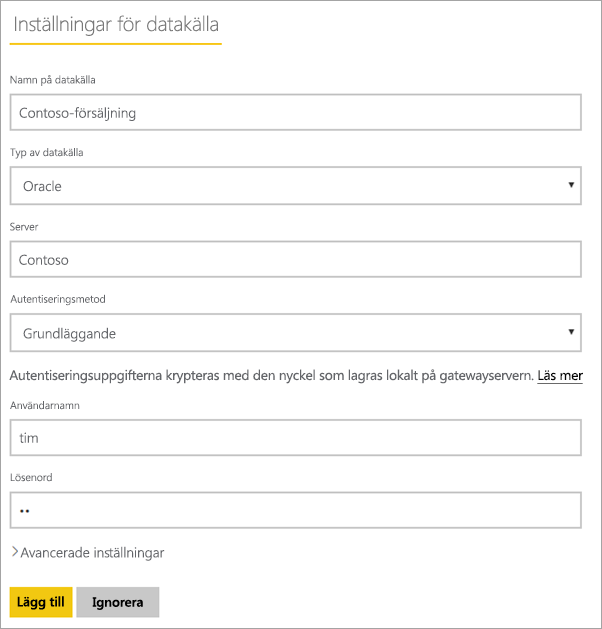 Inställningar för datakälla
Namn på datakälla
Contoso-försäljning
Typ av datakälla
Oracle
Server
Contoso
Autentiseringsmetod
Grundläggande
Autentiseringsuppgifterna krypteras med den nyckel som lagras lokalt på gatewayservern. Läs mer
Användarnamn
tim
Lösenord
••
Avancerade inställningar
Lägg till Ignorera